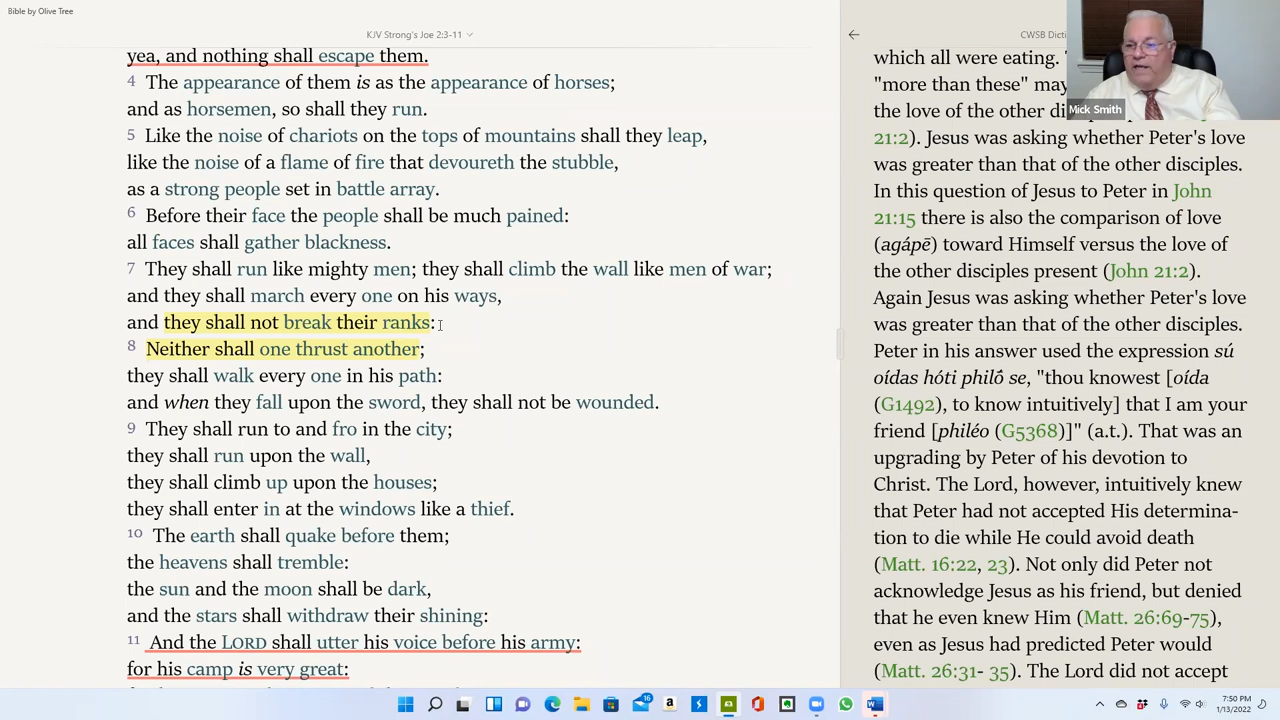 Bible by Olive Tree
KJV Strong's Joe 2:3-11
yea, and nothing shall escape them.
4 The appearance of them is as the appearance of horses;
and as horsemen, so shall they run.
5 Like the noise of chariots on the tops of mountains shall they leap,
like the noise of a flame of fire that devoureth the stubble,
as a strong people set in battle array.
6 Before their face the people shall be much pained:
all faces shall gather blackness.
7 They shall run like mighty men; they shall climb the wall like men of war;
and they shall march every one on his ways,
and they shall not break their ranks:
8 Neither shall one thrust another;
they shall walk every one in his path:
and when they fall upon the sword, they shall not be wounded.
9 They shall run to and fro in the city;
they shall run upon the wall,
they shall climb up upon the houses;
they shall enter in at the windows like a thief.
10 The earth shall quake before them;
the heavens shall tremble:
the sun and the moon shall be dark,
and the stars shall withdraw their shining:
11 And the LORD shall utter his voice before his army:
for his camp is very great:
CWSB
which all were eating.
"more than these" may
the love of the other
21:2). Jesus was asking whether Peter's love
was greater than that of the other disciples.
In this question of Jesus to Peter in John
21:15 there is also the comparison of love
(agápē) toward Himself versus the love of
the other disciples present (John 21:2).
Again Jesus was asking whether Peter's love
was greater than that of the other disciples.
Peter in his answer used the expression sú
oídas hóti philṓ se, "thou knowest [oída
(G1492), to know intuitively] that I am your
friend [philéo (G5368)]" (a.t.). That was an
upgrading by Peter of his devotion to
Christ. The Lord, however, intuitively knew
that Peter had not accepted His determina-
tion to die while He could avoid death
(Matt. 16:22, 23). Not only did Peter not
acknowledge Jesus as his friend, but denied
that he even knew Him (Matt. 26:69-75),
even as Jesus had predicted Peter would
(Matt. 26:31- 35). The Lord did not accept
Mick Smith
16
7:50 PM
1/13/2022